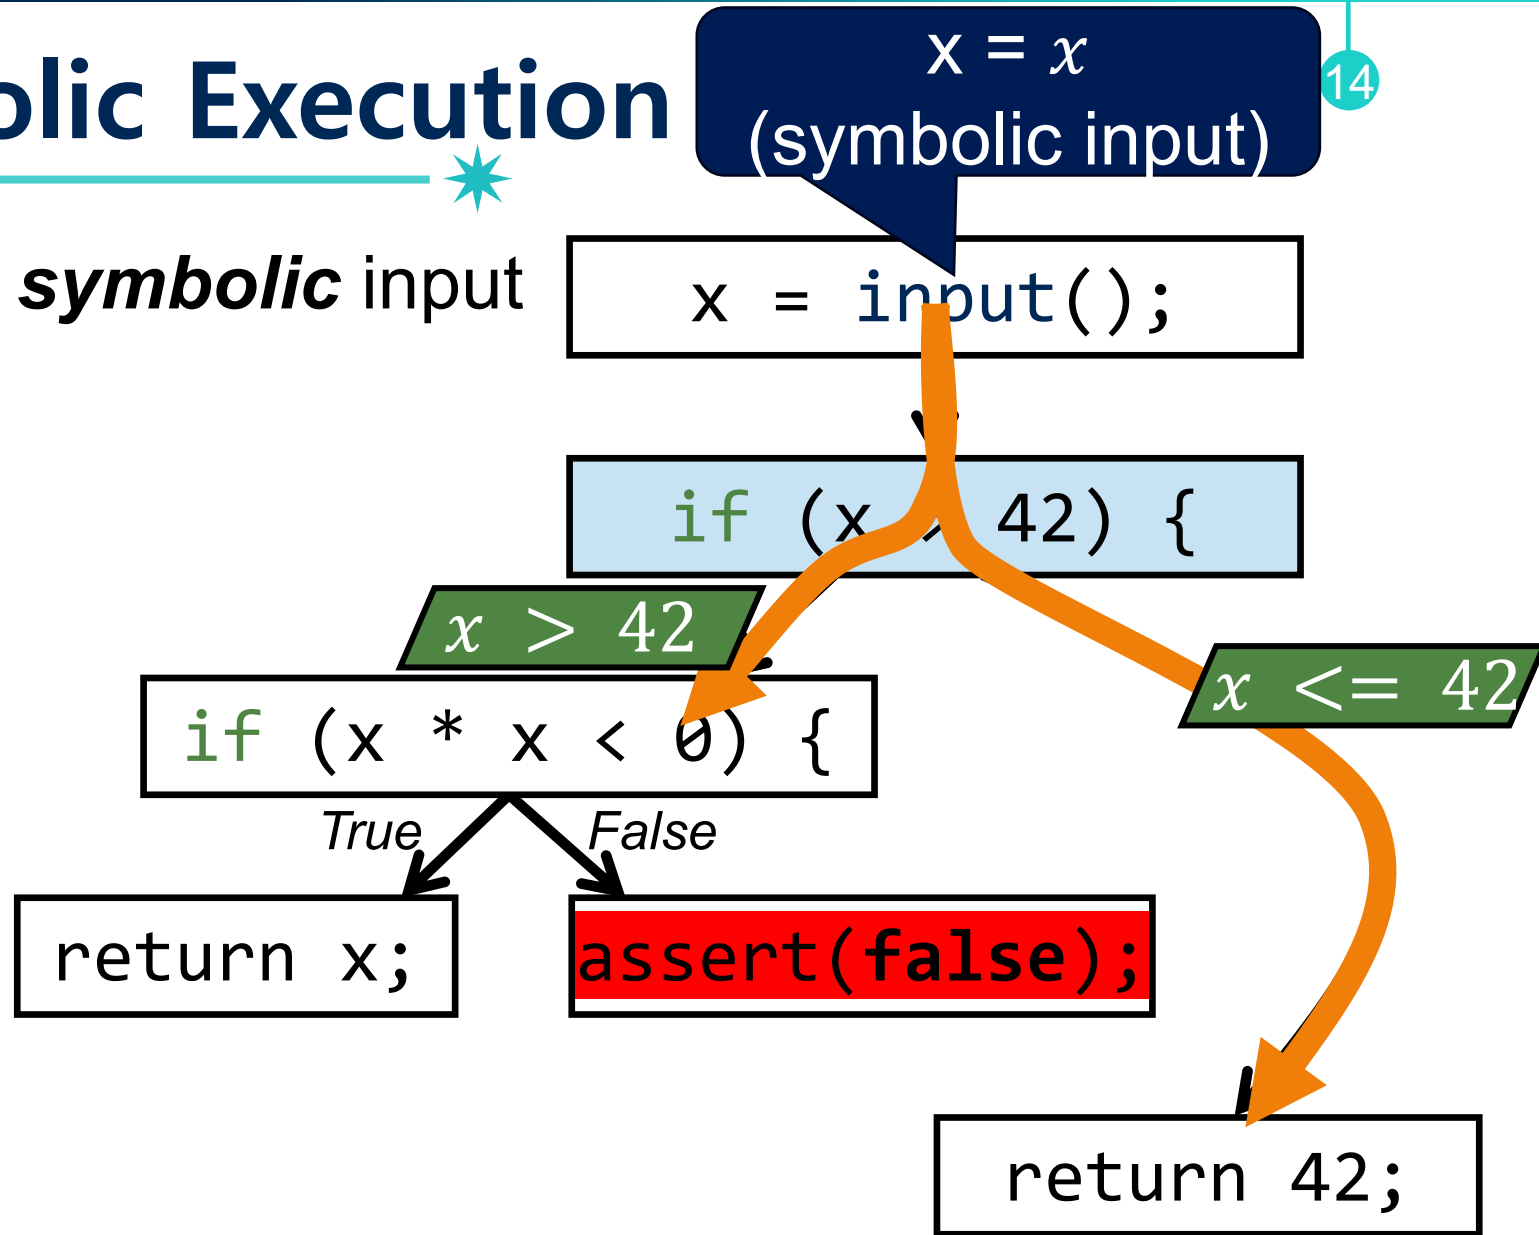 olic Execution
x = 𝑥
(symbolic input)
14
symbolic input
x = input();
if (x > 42) {
𝑥 > 42
𝑥 <= 42
if (x * x < 0) {
True
False
return x;
assert(false);
return 42;